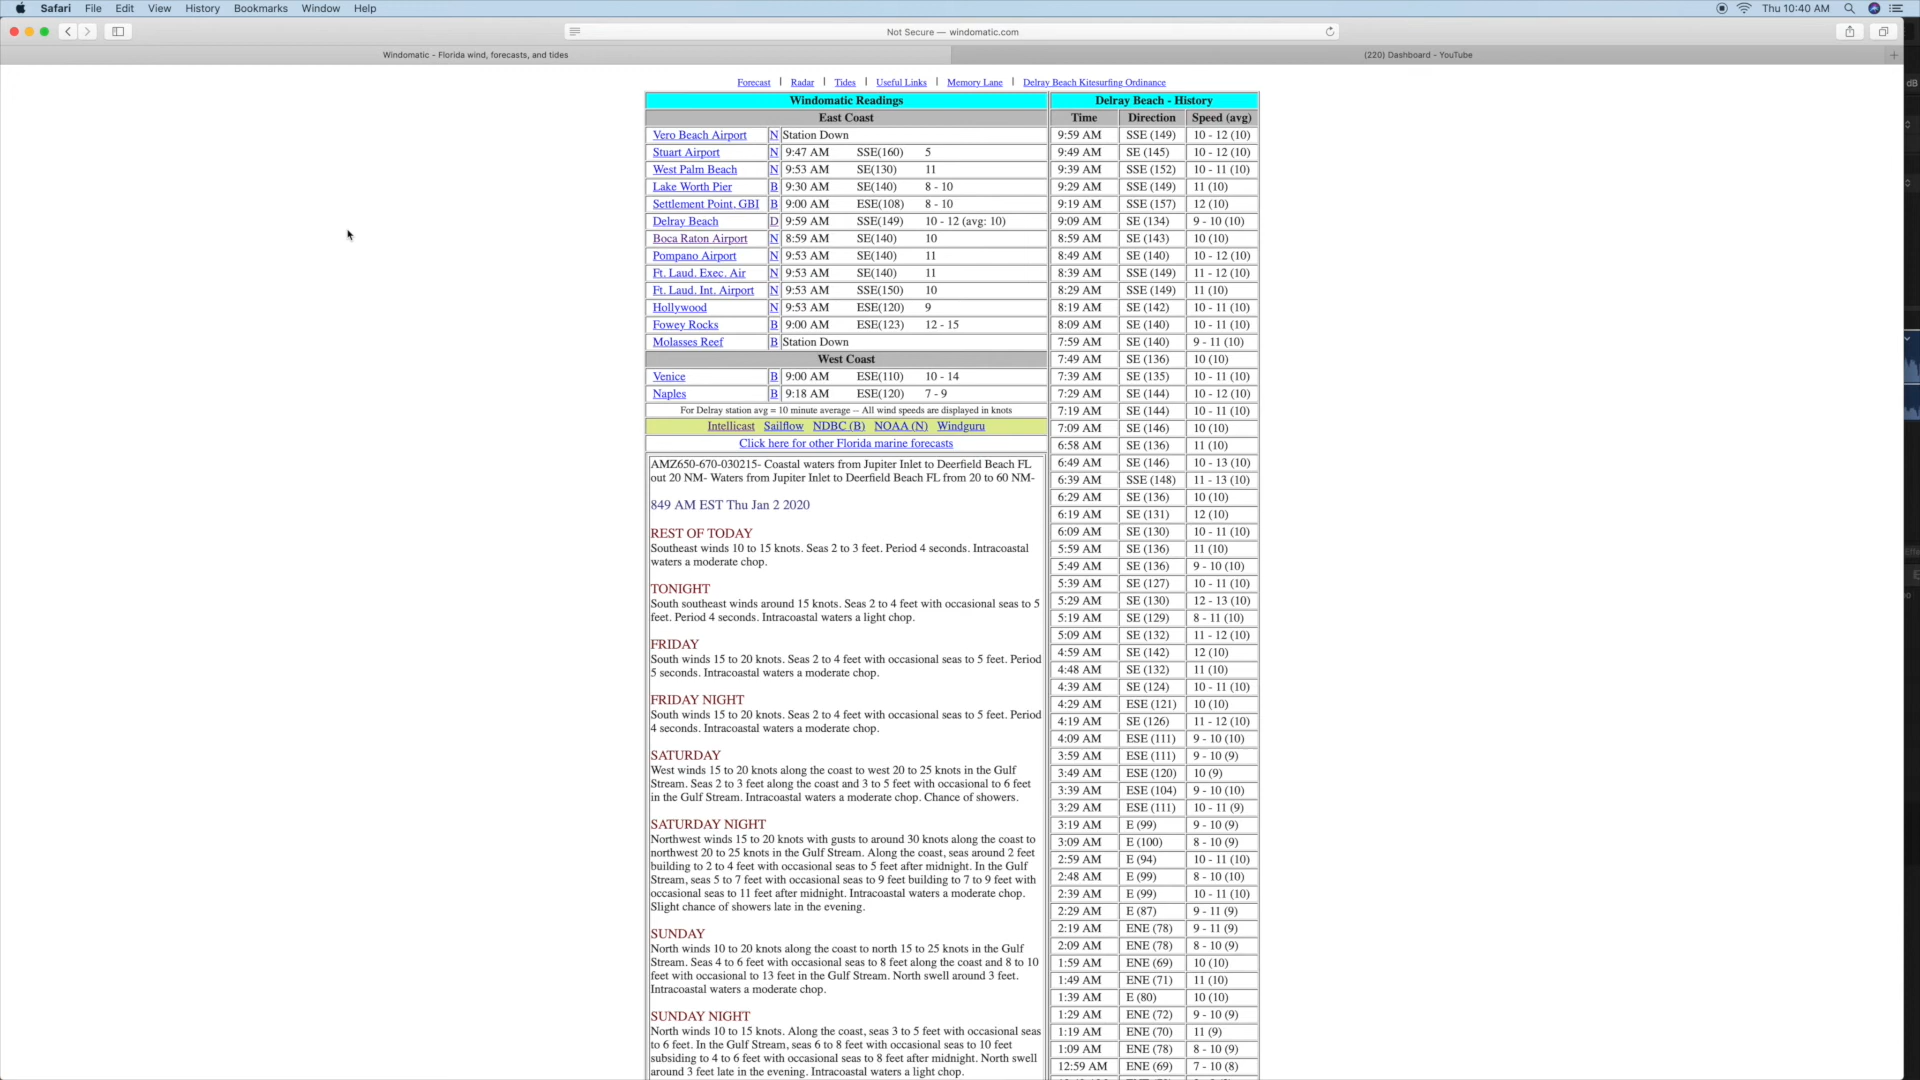 Safari File Edit View History Bookmarks Window Help Thu 10:40 AM
Not Secure — windomatic.com
Windomatic - Florida wind, forecasts, and tides (220) Dashboard - YouTube
Forecast | Radar | Tides | Useful Links | Memory Lane | Delray Beach Kitesurfing Ordinance
Windomatic Readings
East Coast
Vero Beach Airport N Station Down
Stuart Airport N 9:47 AM SSE(160) 5
West Palm Beach N 9:53 AM SE(130) 11
Lake Worth Pier B 9:30 AM SE(140) 8 - 10
Settlement Point, GBI B 9:00 AM ESE(108) 8 - 10
Delray Beach D 9:59 AM SSE(149) 10 - 12 (avg: 10)
Boca Raton Airport N 8:59 AM SE(140) 10
Pompano Airport N 9:53 AM SE(140) 11
Ft. Laud. Exec. Air N 9:53 AM SE(140) 11
Ft. Laud. Int. Airport N 9:53 AM SSE(150) 10
Hollywood N 9:53 AM ESE(120) 9
Fowey Rocks B 9:00 AM ESE(123) 12 - 15
Molasses Reef B Station Down
West Coast
Venice B 9:00 AM ESE(110) 10 - 14
Naples B 9:18 AM ESE(120) 7 - 9
For Delray station avg = 10 minute average -- All wind speeds are displayed in knots
Intellicast Sailflow NDBC (B) NOAA (N) Windguru
Click here for other Florida marine forecasts
AMZ650-670-030215- Coastal waters from Jupiter Inlet to Deerfield Beach FL
out 20 NM- Waters from Jupiter Inlet to Deerfield Beach FL from 20 to 60 NM-
849 AM EST Thu Jan 2 2020
REST OF TODAY
Southeast winds 10 to 15 knots. Seas 2 to 3 feet. Period 4 seconds. Intracoastal
waters a moderate chop.
TONIGHT
South southeast winds around 15 knots. Seas 2 to 4 feet with occasional seas to 5
feet. Period 4 seconds. Intracoastal waters a light chop.
FRIDAY
South winds 15 to 20 knots. Seas 2 to 4 feet with occasional seas to 5 feet. Period
5 seconds. Intracoastal waters a moderate chop.
FRIDAY NIGHT
South winds 15 to 20 knots. Seas 2 to 4 feet with occasional seas to 5 feet. Period
4 seconds. Intracoastal waters a moderate chop.
SATURDAY
West winds 15 to 20 knots along the coast to west 20 to 25 knots in the Gulf
Stream. Seas 2 to 3 feet along the coast and 3 to 5 feet with occasional to 6 feet
in the Gulf Stream. Intracoastal waters a moderate chop. Chance of showers.
SATURDAY NIGHT
Northwest winds 15 to 20 knots with gusts to around 30 knots along the coast to
northwest 20 to 25 knots in the Gulf Stream. Along the coast, seas around 2 feet
building to 2 to 4 feet with occasional seas to 5 feet after midnight. In the Gulf
Stream, seas 5 to 7 feet with occasional seas to 9 feet building to 7 to 9 feet with
occasional seas to 11 feet after midnight. Intracoastal waters a moderate chop.
Slight chance of showers late in the evening.
SUNDAY
North winds 10 to 20 knots along the coast to north 15 to 25 knots in the Gulf
Stream. Seas 4 to 6 feet with occasional seas to 8 feet along the coast and 8 to 10
feet with occasional to 13 feet in the Gulf Stream. North swell around 3 feet.
Intracoastal waters a moderate chop.
SUNDAY NIGHT
North winds 10 to 15 knots. Along the coast, seas 3 to 5 feet with occasional seas
to 6 feet. In the Gulf Stream, seas 6 to 8 feet with occasional seas to 10 feet
subsiding to 4 to 6 feet with occasional seas to 8 feet after midnight. North swell
around 3 feet late in the evening. Intracoastal waters a light chop.
Delray Beach - History
Time Direction Speed (avg)
9:59 AM SSE (149) 10 - 12 (10)
9:49 AM SE (145) 10 - 12 (10)
9:39 AM SSE (152) 10 - 11 (10)
9:29 AM SSE (149) 11 (10)
9:19 AM SSE (157) 12 (10)
9:09 AM SE (134) 9 - 10 (10)
8:59 AM SE (143) 10 (10)
8:49 AM SE (140) 10 - 12 (10)
8:39 AM SSE (149) 11 - 12 (10)
8:29 AM SSE (149) 11 (10)
8:19 AM SE (142) 10 - 11 (10)
8:09 AM SE (140) 10 - 11 (10)
7:59 AM SE (140) 9 - 11 (10)
7:49 AM SE (136) 10 (10)
7:39 AM SE (135) 10 - 11 (10)
7:29 AM SE (144) 10 - 12 (10)
7:19 AM SE (144) 10 - 11 (10)
7:09 AM SE (146) 10 (10)
6:58 AM SE (136) 11 (10)
6:49 AM SE (146) 10 - 13 (10)
6:39 AM SSE (148) 11 - 13 (10)
6:29 AM SE (136) 10 (10)
6:19 AM SE (131) 12 (10)
6:09 AM SE (130) 10 - 11 (10)
5:59 AM SE (136) 11 (10)
5:49 AM SE (136) 9 - 10 (10)
5:39 AM SE (127) 10 - 11 (10)
5:29 AM SE (130) 12 - 13 (10)
5:19 AM SE (129) 8 - 11 (10)
5:09 AM SE (132) 11 - 12 (10)
4:59 AM SE (142) 12 (10)
4:48 AM SE (132) 11 (10)
4:39 AM SE (124) 10 - 11 (10)
4:29 AM ESE (121) 10 (10)
4:19 AM SE (126) 11 - 12 (10)
4:09 AM ESE (111) 9 - 10 (10)
3:59 AM ESE (111) 9 - 10 (9)
3:49 AM ESE (120) 10 (9)
3:39 AM ESE (104) 9 - 10 (10)
3:29 AM ESE (111) 10 - 11 (9)
3:19 AM E (99) 9 - 10 (9)
3:09 AM E (100) 8 - 10 (9)
2:59 AM E (94) 10 - 11 (10)
2:48 AM E (99) 8 - 10 (10)
2:39 AM E (99) 10 - 11 (10)
2:29 AM E (87) 9 - 11 (9)
2:19 AM ENE (78) 9 - 11 (9)
2:09 AM ENE (78) 8 - 10 (9)
1:59 AM ENE (69) 10 (10)
1:49 AM ENE (71) 11 (10)
1:39 AM E (80) 10 (10)
1:29 AM ENE (72) 9 - 10 (9)
1:19 AM ENE (70) 11 (9)
1:09 AM ENE (78) 8 - 10 (9)
12:59 AM ENE (69) 7 - 10 (8)
dB